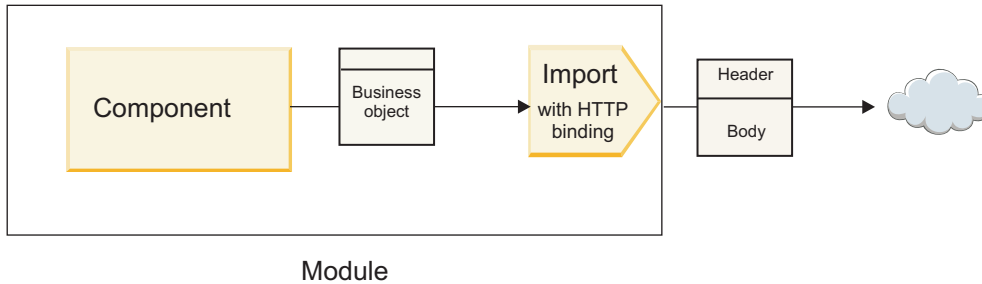 Component
Business
object
Import
with HTTP
binding
Header
Body
Module